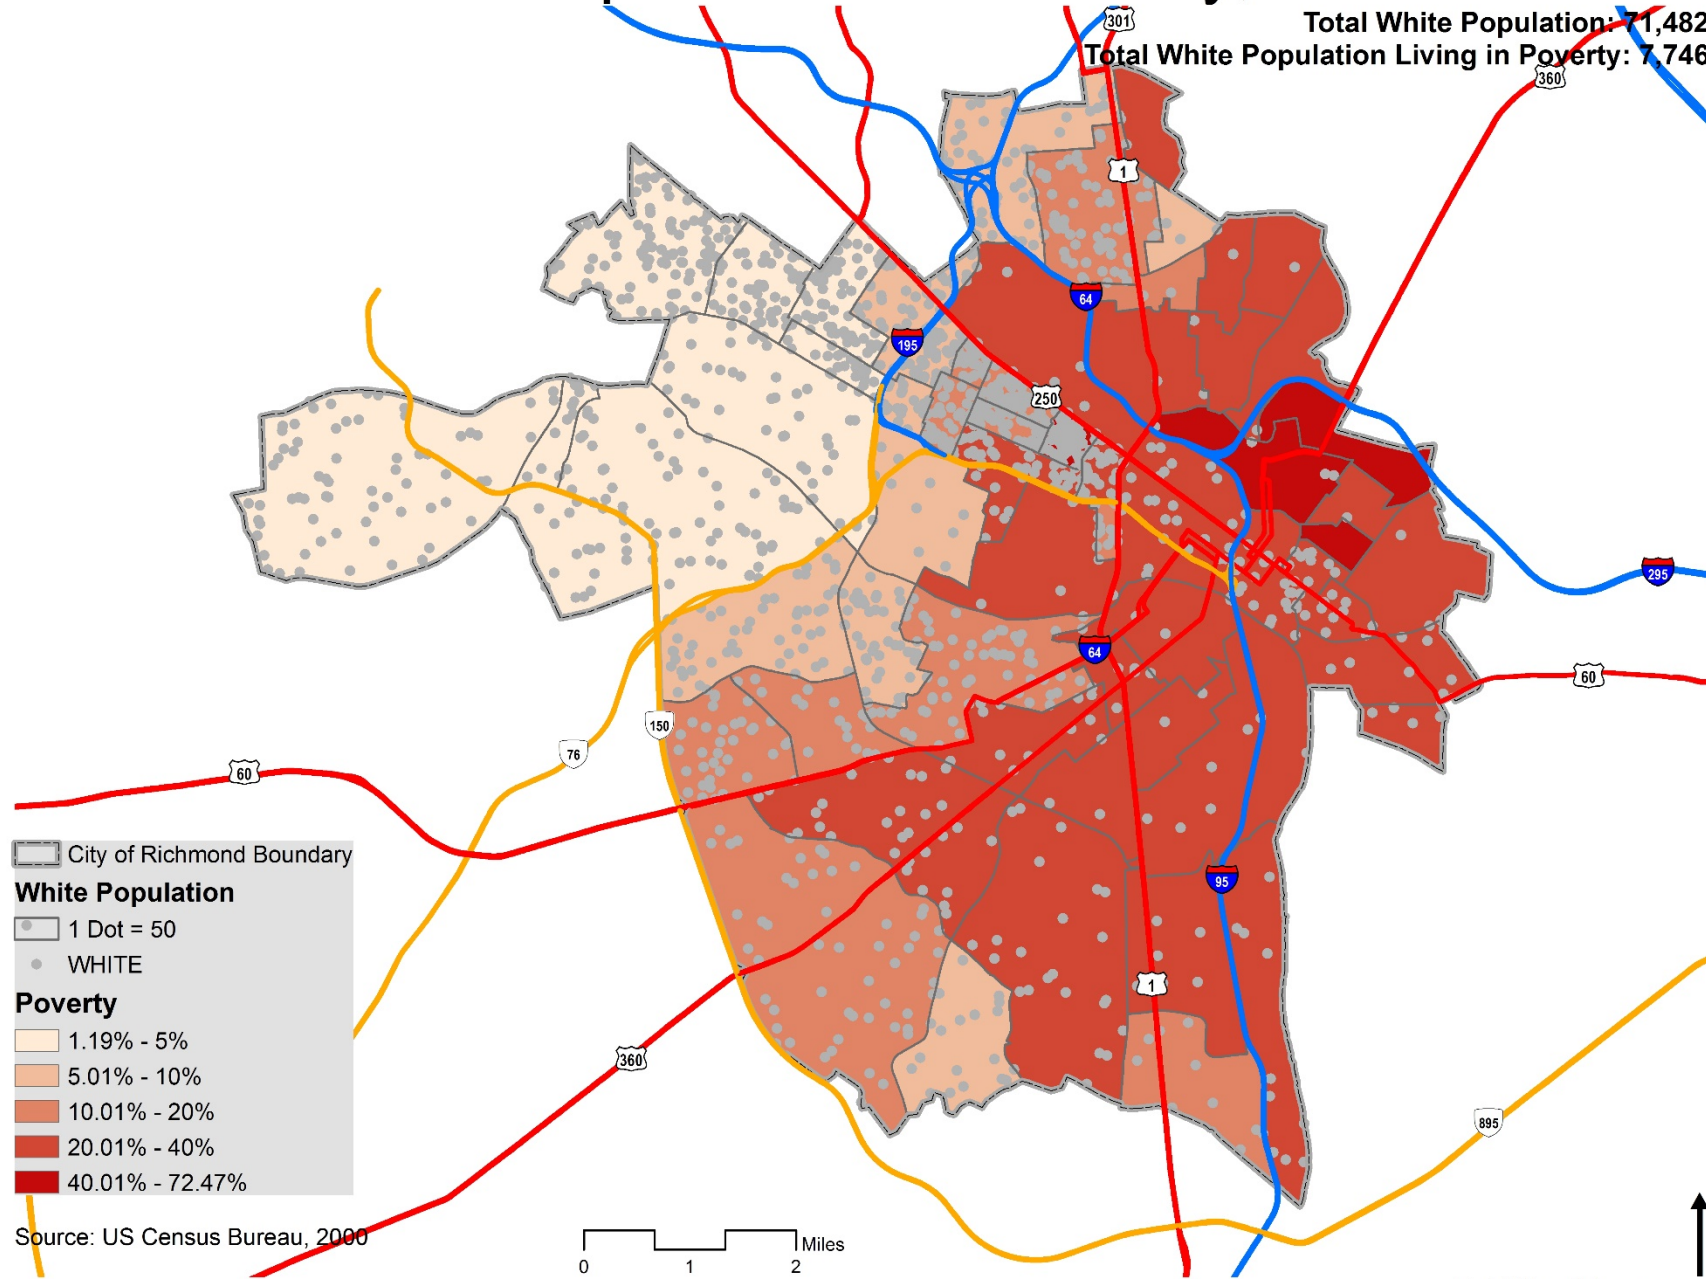 Total White Population: 71,482
Total White Population Living in Poverty: 7,746
301
360
1
64
195
250
295
64
60
150
76
60
95
1
360
895
City of Richmond Boundary
White Population
1 Dot = 50
WHITE
Poverty
1.19% - 5%
5.01% - 10%
10.01% - 20%
20.01% - 40%
40.01% - 72.47%
Source: US Census Bureau, 2000
Miles
0 1 2